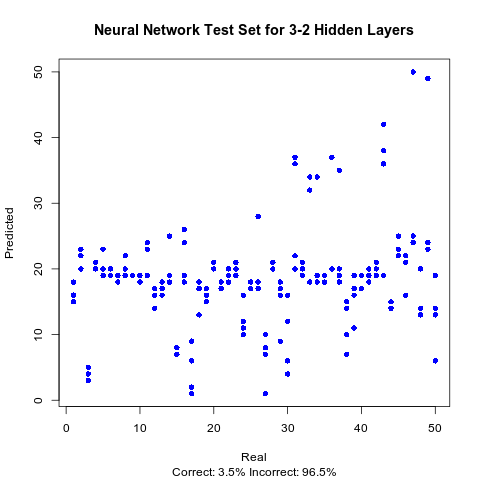 Neural Network Test Set for 3-2 Hidden Layers
50
40
30
20
10
0
Predicted
0 10 20 30 40 50
Real
Correct: 3.5% Incorrect: 96.5%